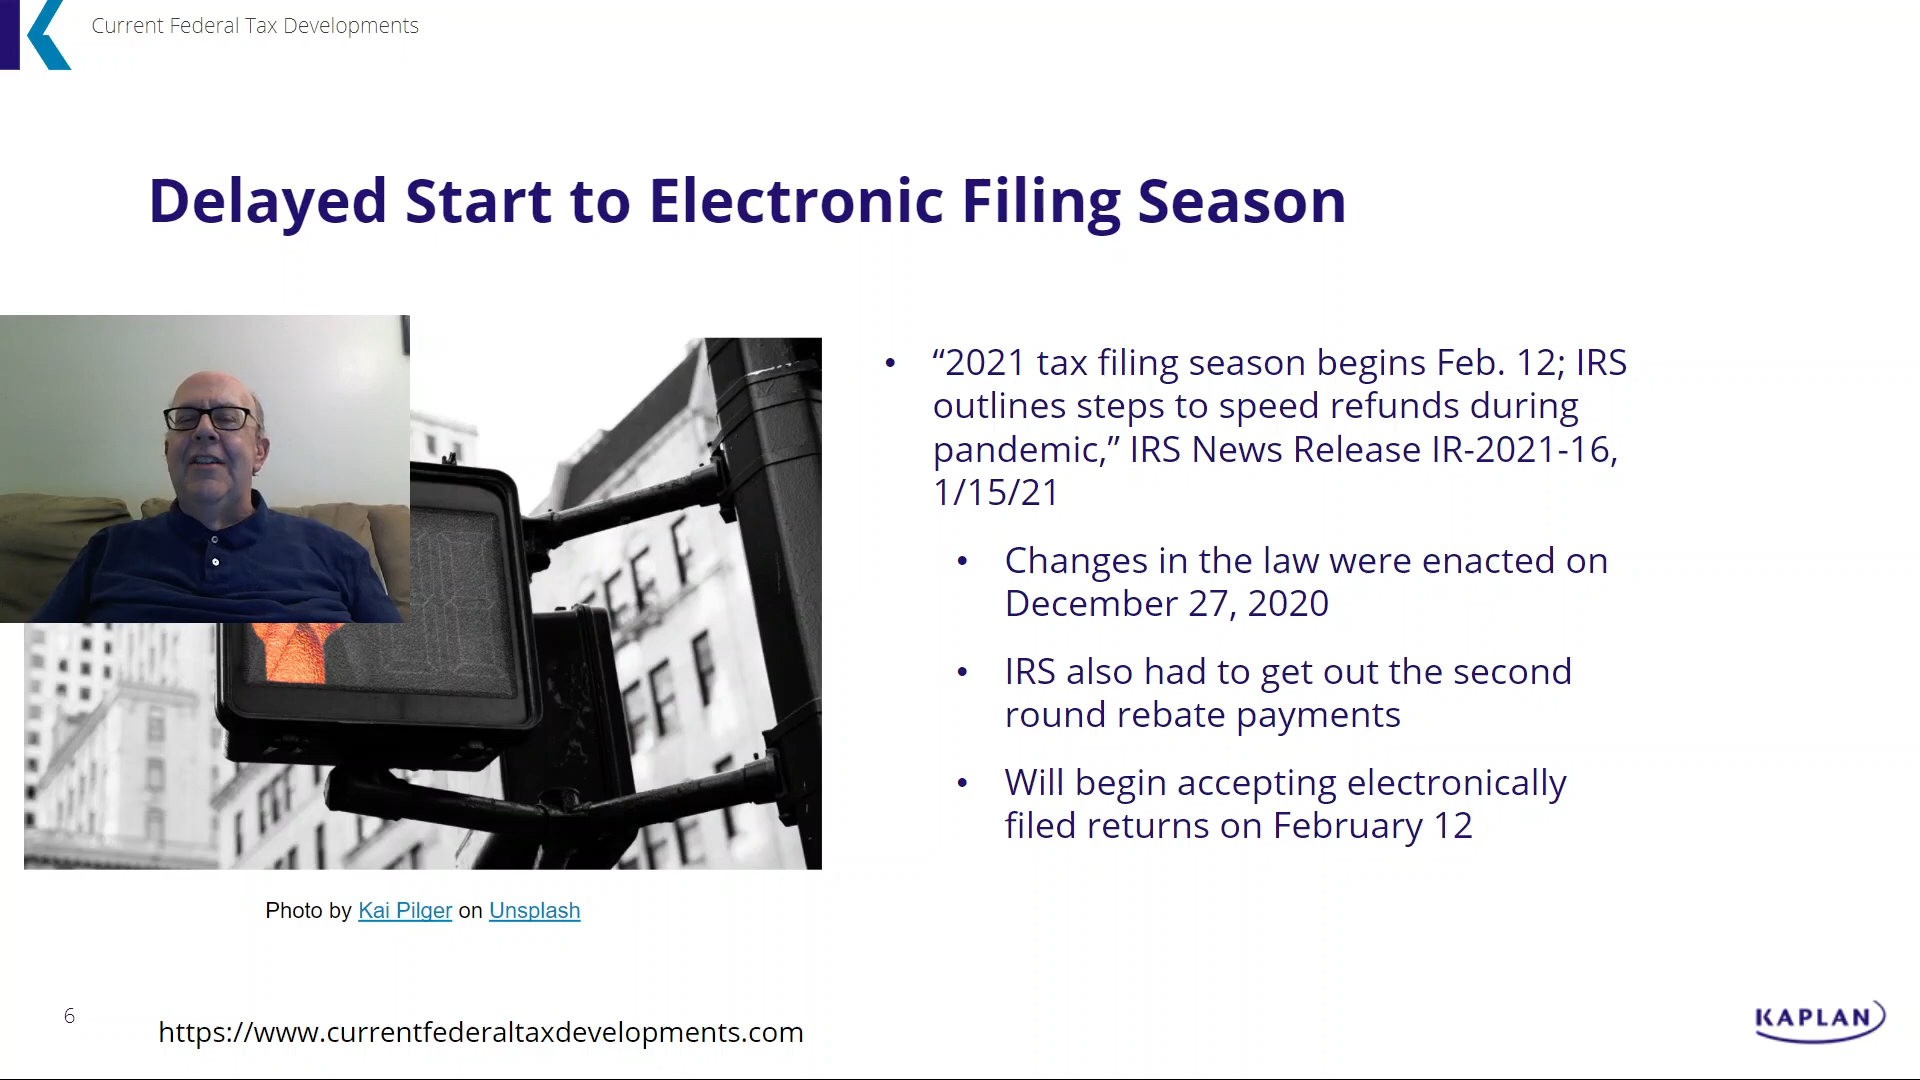 Current Federal Tax Developments
Delayed Start to Electronic Filing Season
• “2021 tax filing season begins Feb. 12; IRS
outlines steps to speed refunds during
pandemic,” IRS News Release IR-2021-16,
1/15/21
• Changes in the law were enacted on
December 27, 2020
• IRS also had to get out the second
round rebate payments
• Will begin accepting electronically
filed returns on February 12
Photo by Kai Pilger on Unsplash
6
https://www.currentfederaltaxdevelopments.com
KAPLAN